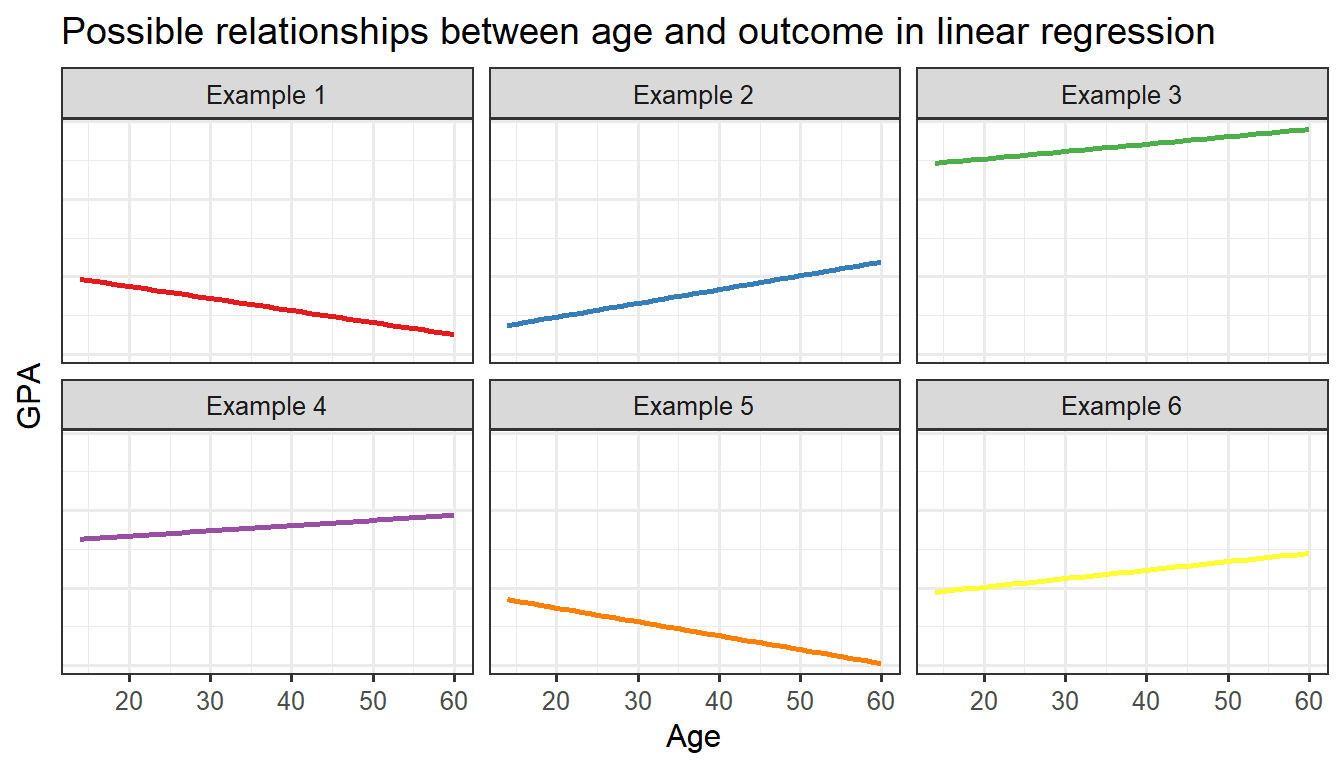 Possible relationships between age and outcome in linear regression
Example 1
Example 2
Example 3
GPA
Example 4
Example 5
Example 6
20 30 40 50 60
20 30 40 50 60
20 30 40 50 60
Age